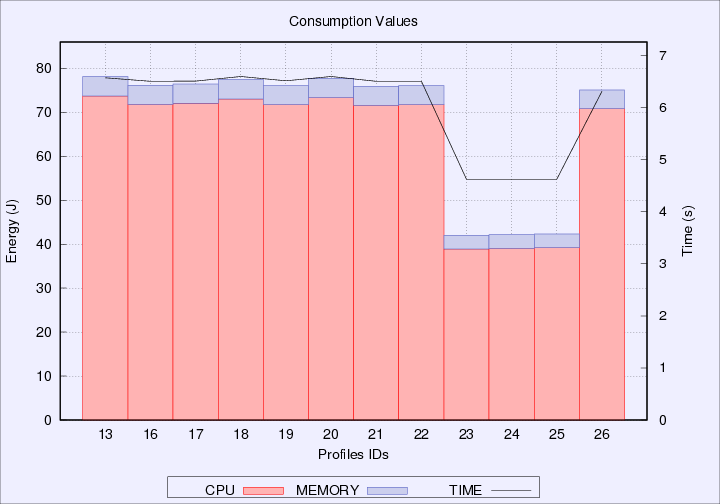 Consumption Values
80
70
60
50
40
30
20
10
0
Energy (J)
7
6
5
4
3
2
1
0
Time (s)
13 16 17 18 19 20 21 22 23 24 25 26
Profiles IDs
CPU MEMORY TIME